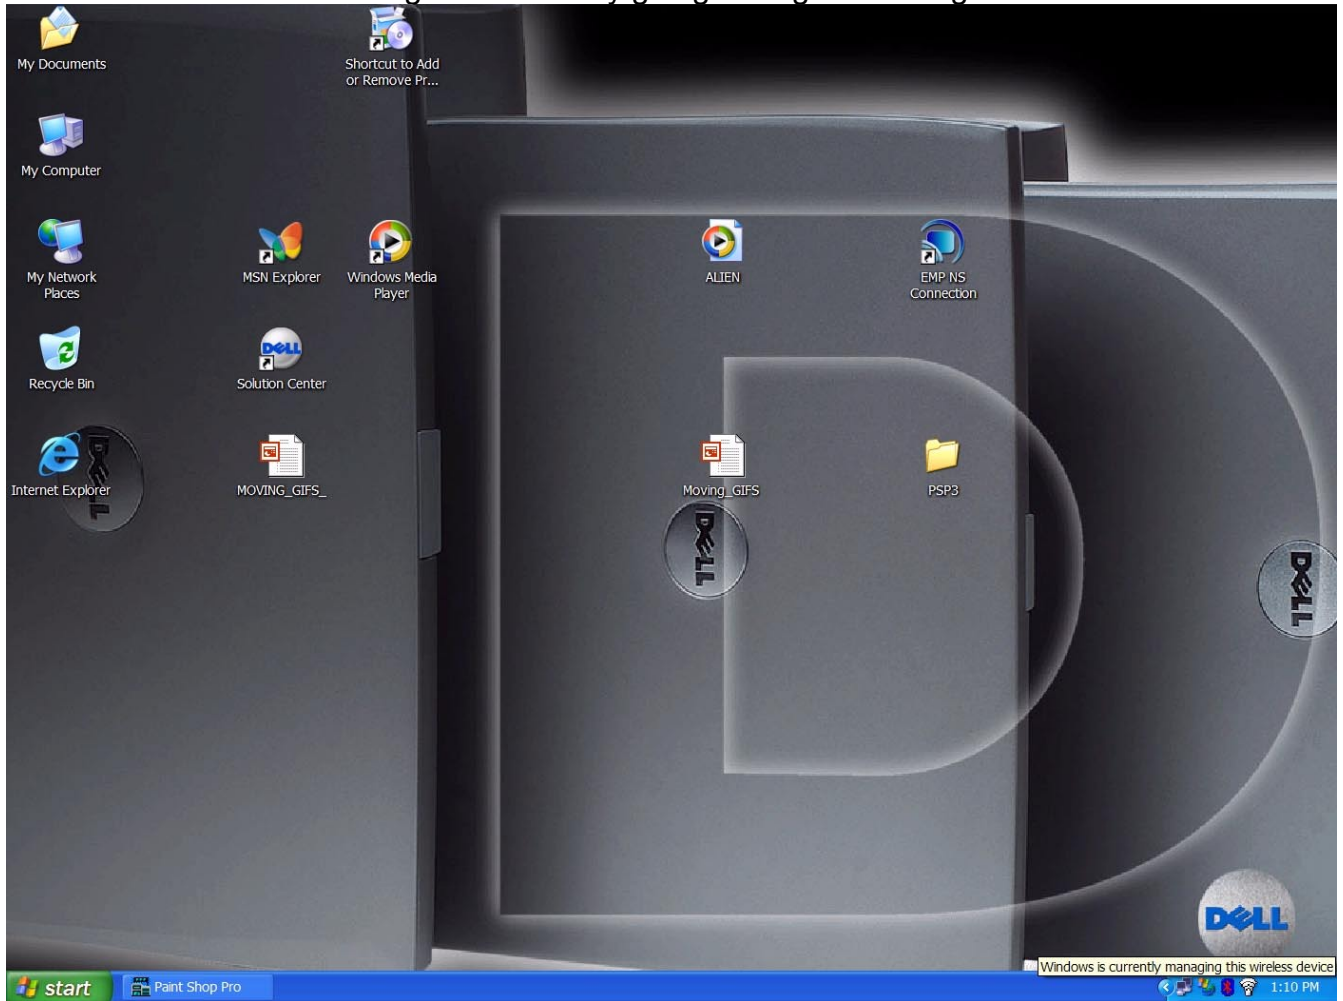 My Documents
Shortcut to Add
or Remove Pr...
My Computer
My Network
Places
MSN Explorer
Windows Media
Player
ALIEN
EMP NS
Connection
Recycle Bin
DELL
Solution Center
Internet Explorer
MOVING_GIFS_
Moving_GIFS
PSP3
DELL
DELL
DELL
DELL
Windows is currently managing this wireless device
start
Paint Shop Pro
1:10 PM